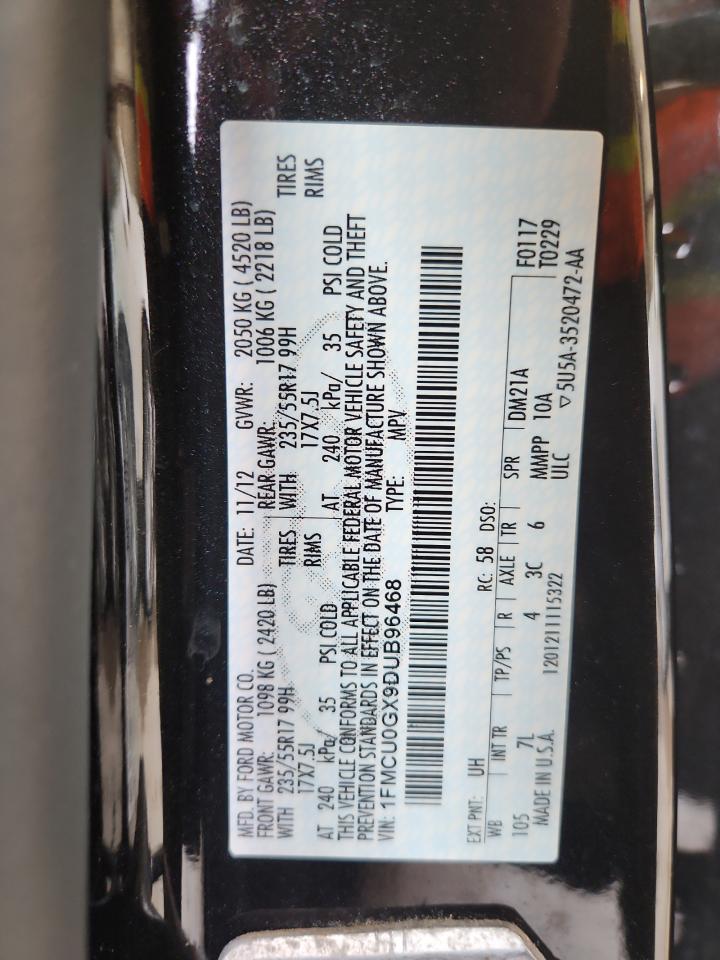 MFD. BY FORD MOTOR CO. DATE: 11/12 GVWR: 2050 KG ( 4520 LB)
FRONT GAWR: 1098 KG ( 2420 LB) REAR GAWR: 1006 KG ( 2218 LB)
WITH 235/55R17 99H TIRES WITH 235/55R17 99H TIRES
17X7.5J RIMS 17X7.5J RIMS
AT 240 kPa/ 35 PSI COLD AT 240 kPa/ 35 PSI COLD
THIS VEHICLE CONFORMS TO ALL APPLICABLE FEDERAL MOTOR VEHICLE SAFETY AND THEFT
PREVENTION STANDARDS IN EFFECT ON THE DATE OF MANUFACTURE SHOWN ABOVE.
VIN: 1FMCU0GX9DUB96468 TYPE: MPV
EXT PNT: UH RC: 58 DSO: F0117
WB INT TR TP/PS R AXLE TR SPR DM21A T0229
105 7L 4 3C 6 MMPP 10A
MADE IN U.S.A. 1201211115322 ULC ▽5U5A-3520472-AA